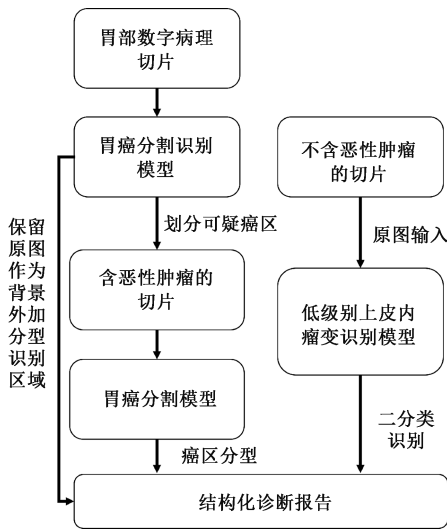 胃部数字病理
切片
胃癌分割识别
模型
不含恶性肿瘤
的切片
保留
原图
作为
背景
外加
分型
识别
区域
划分可疑癌区
原图输入
含恶性肿瘤的
切片
低级别上皮内
瘤变识别模型
胃癌分割模型
癌区分型
二分类
识别
结构化诊断报告